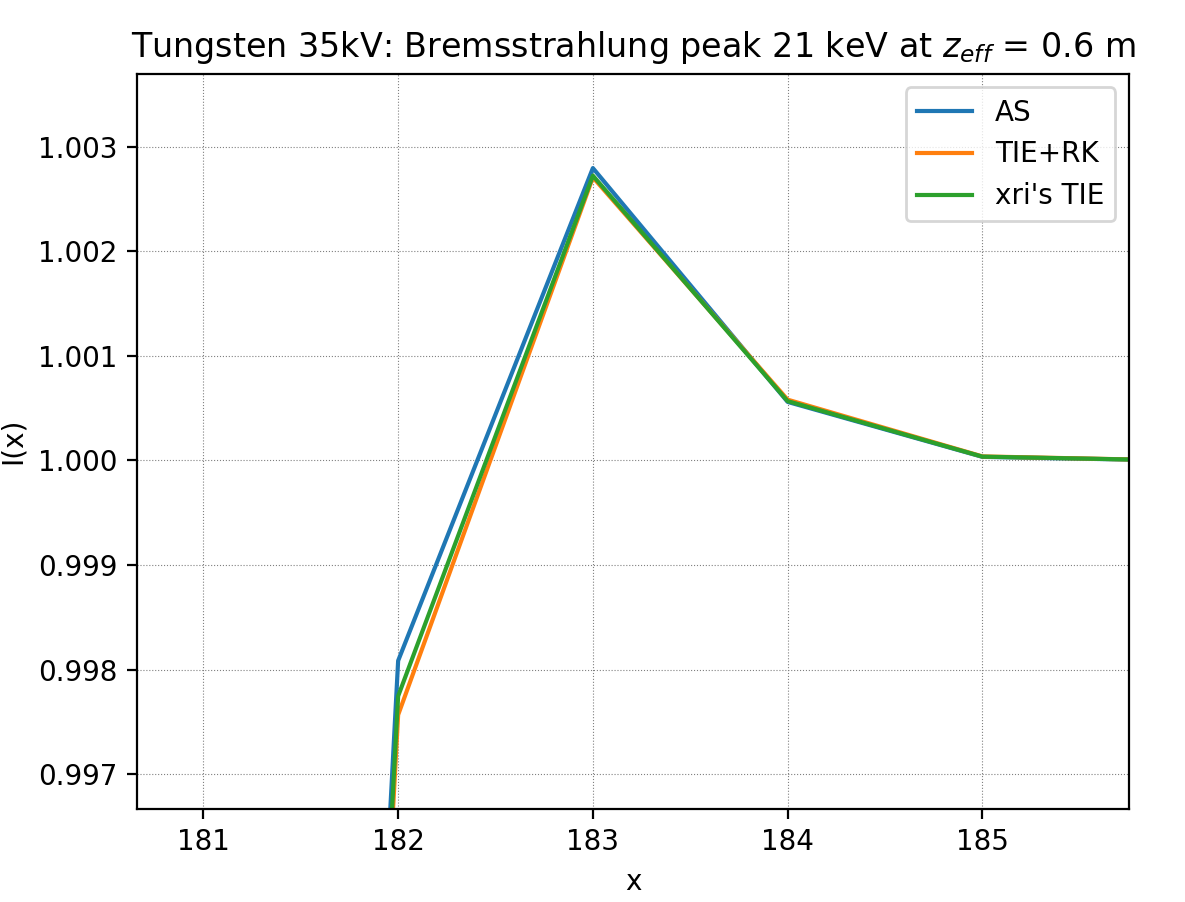 Tungsten 35kV: Bremsstrahlung peak 21 keV at z_eff = 0.6 m
AS
TIE+RK
xri's TIE
1.003
1.002
1.001
1.000
0.999
0.998
0.997
I(x)
181 182 183 184 185
x